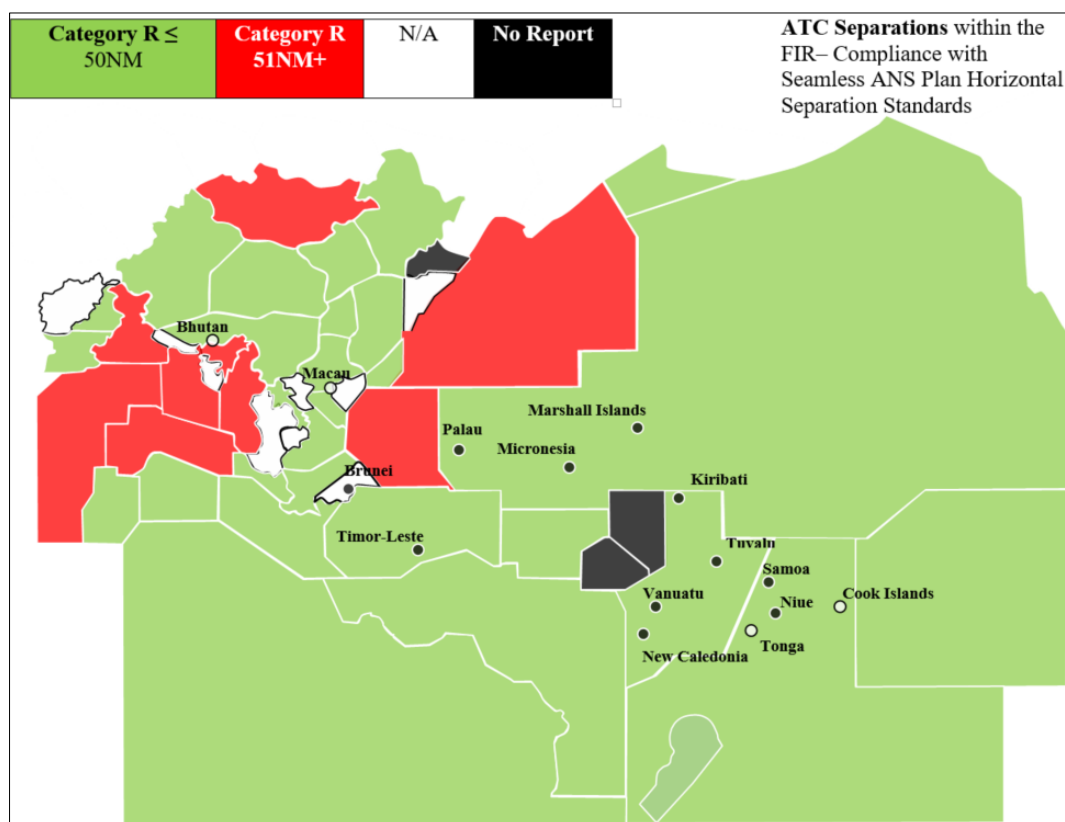 Category R ≤
50NM
Category R
51NM+
N/A
No Report
ATC Separations within the
FIR– Compliance with
Seamless ANS Plan Horizontal
Separation Standards
Bhutan
Macau
Marshall Islands
Palau
Micronesia
Brunei
Kiribati
Timor-Leste
Tuvalu
Samoa
Vanuatu
Niue
Cook Islands
New Caledonia
Tonga